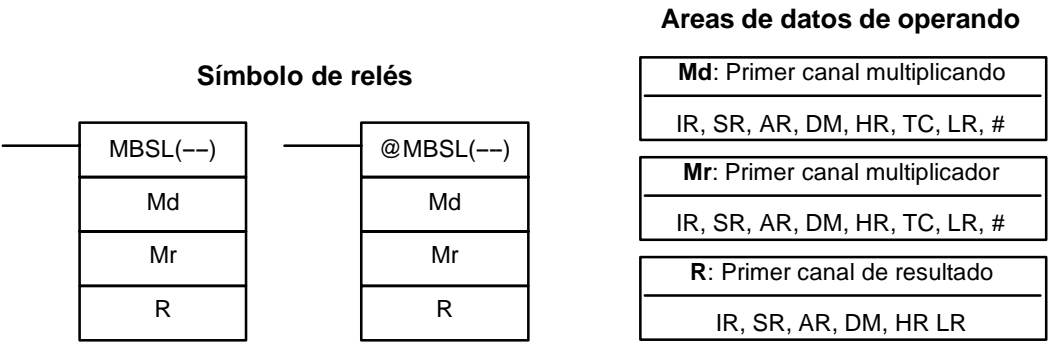 Areas de datos de operando
Símbolo de relés
MBSL(−−)
Md
Mr
R
@MBSL(−−)
Md
Mr
R
Md: Primer canal multiplicando
IR, SR, AR, DM, HR, TC, LR, #
Mr: Primer canal multiplicador
IR, SR, AR, DM, HR, TC, LR, #
R: Primer canal de resultado
IR, SR, AR, DM, HR LR